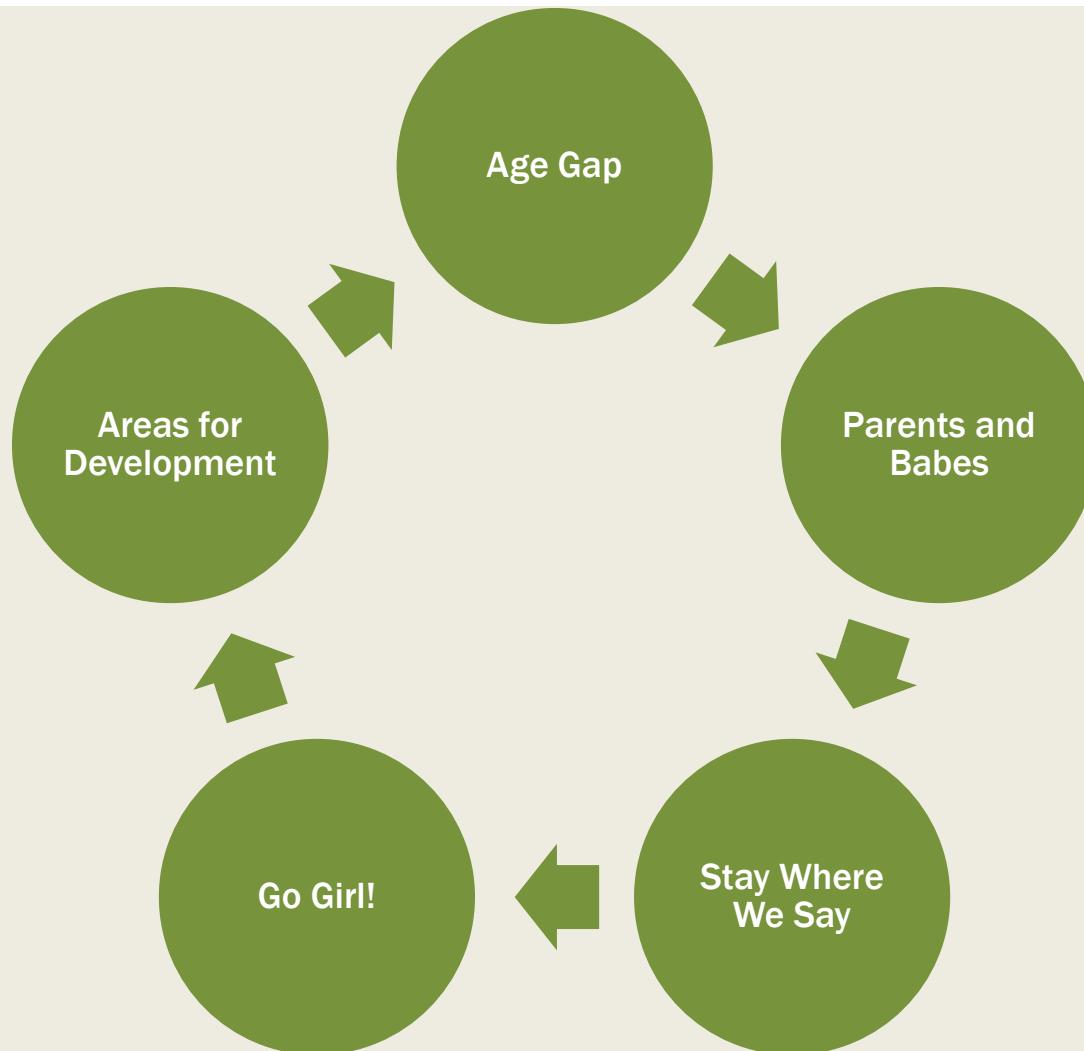 Age Gap
Parents and
Babes
Stay Where
We Say
Go Girl!
Areas for
Development